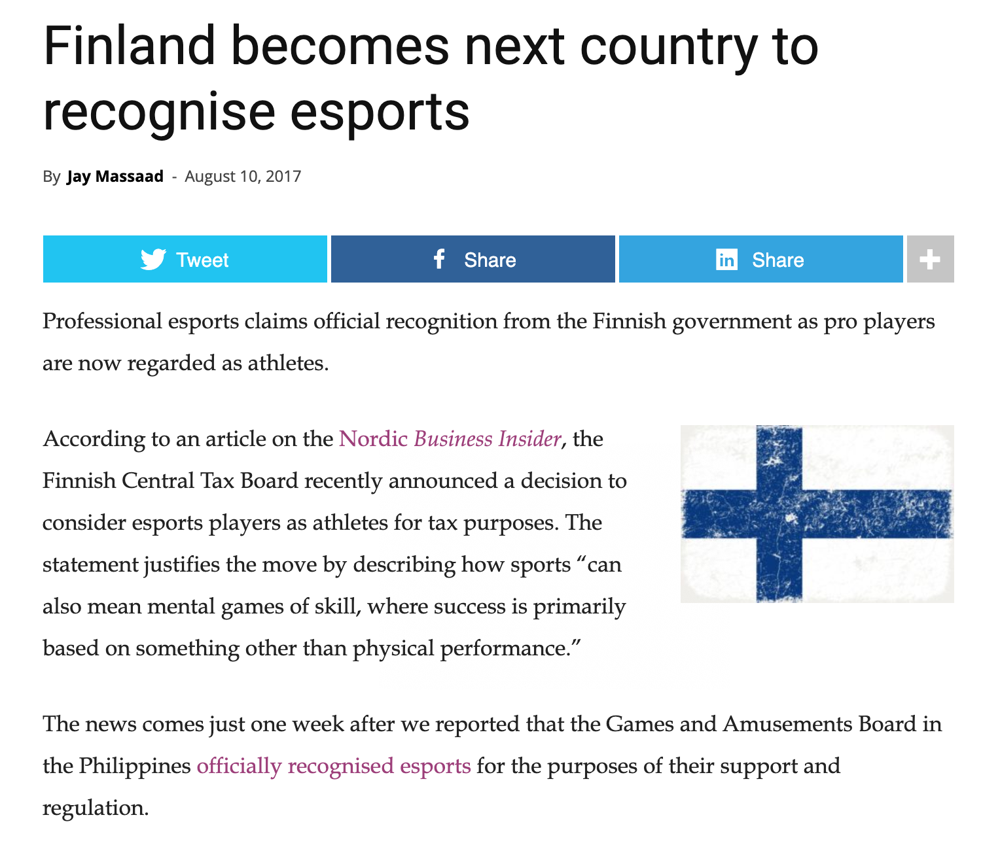 Finland becomes next country to
recognise esports
By Jay Massaad - August 10, 2017
Tweet
Share
Share
Professional esports claims official recognition from the Finnish government as pro players
are now regarded as athletes.
According to an article on the Nordic Business Insider, the
Finnish Central Tax Board recently announced a decision to
consider esports players as athletes for tax purposes. The
statement justifies the move by describing how sports “can
also mean mental games of skill, where success is primarily
based on something other than physical performance.”
The news comes just one week after we reported that the Games and Amusements Board in
the Philippines officially recognised esports for the purposes of their support and
regulation.